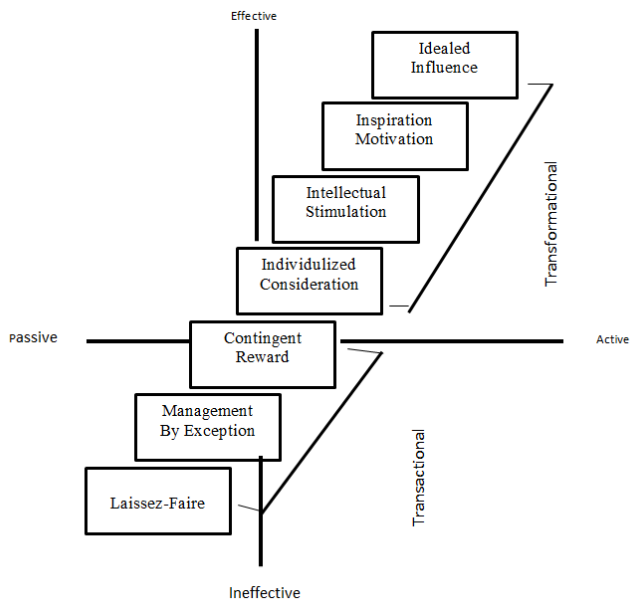 Effective
Idealed
Influence
Inspiration
Motivation
Intellectual
Stimulation
Transformational
Individulized
Consideration
Passive
Contingent
Reward
Active
Management
By Exception
Transactional
Laissez-Faire
Ineffective